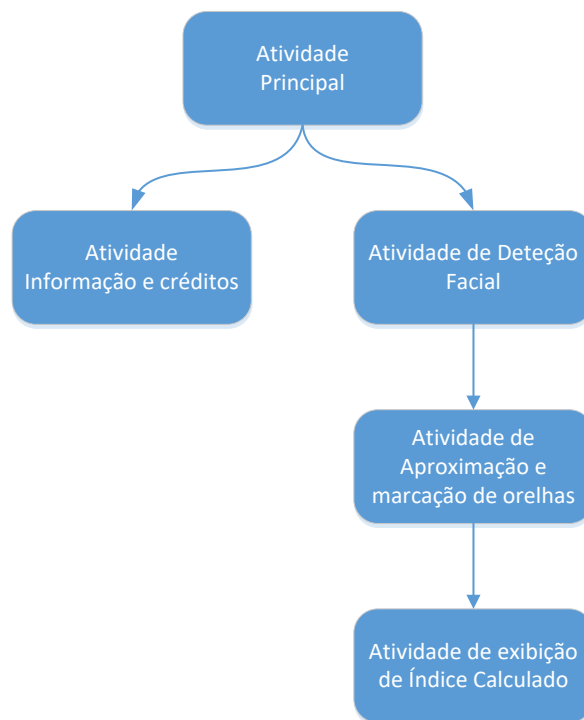 Atividade
Principal
Atividade
Informação e créditos
Atividade de Deteção
Facial
Atividade de
Aproximação e
marcação de orelhas
Atividade de exibição
de Índice Calculado